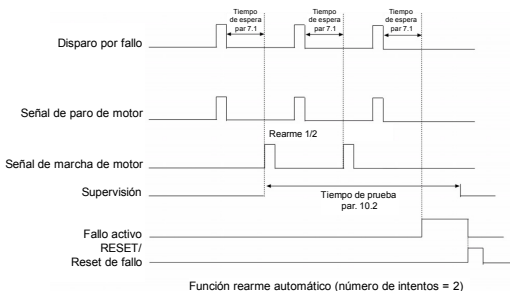 Tiempo
de espera
par 7.1
Tiempo
de espera
par 7.1
Tiempo
de espera
par 7.1
Disparo por fallo
Señal de paro de motor
Rearme 1/2
Señal de marcha de motor
Supervisión
Tiempo de prueba
par. 10.2
Fallo activo
RESET/
Reset de fallo
Función rearme automático (número de intentos = 2)